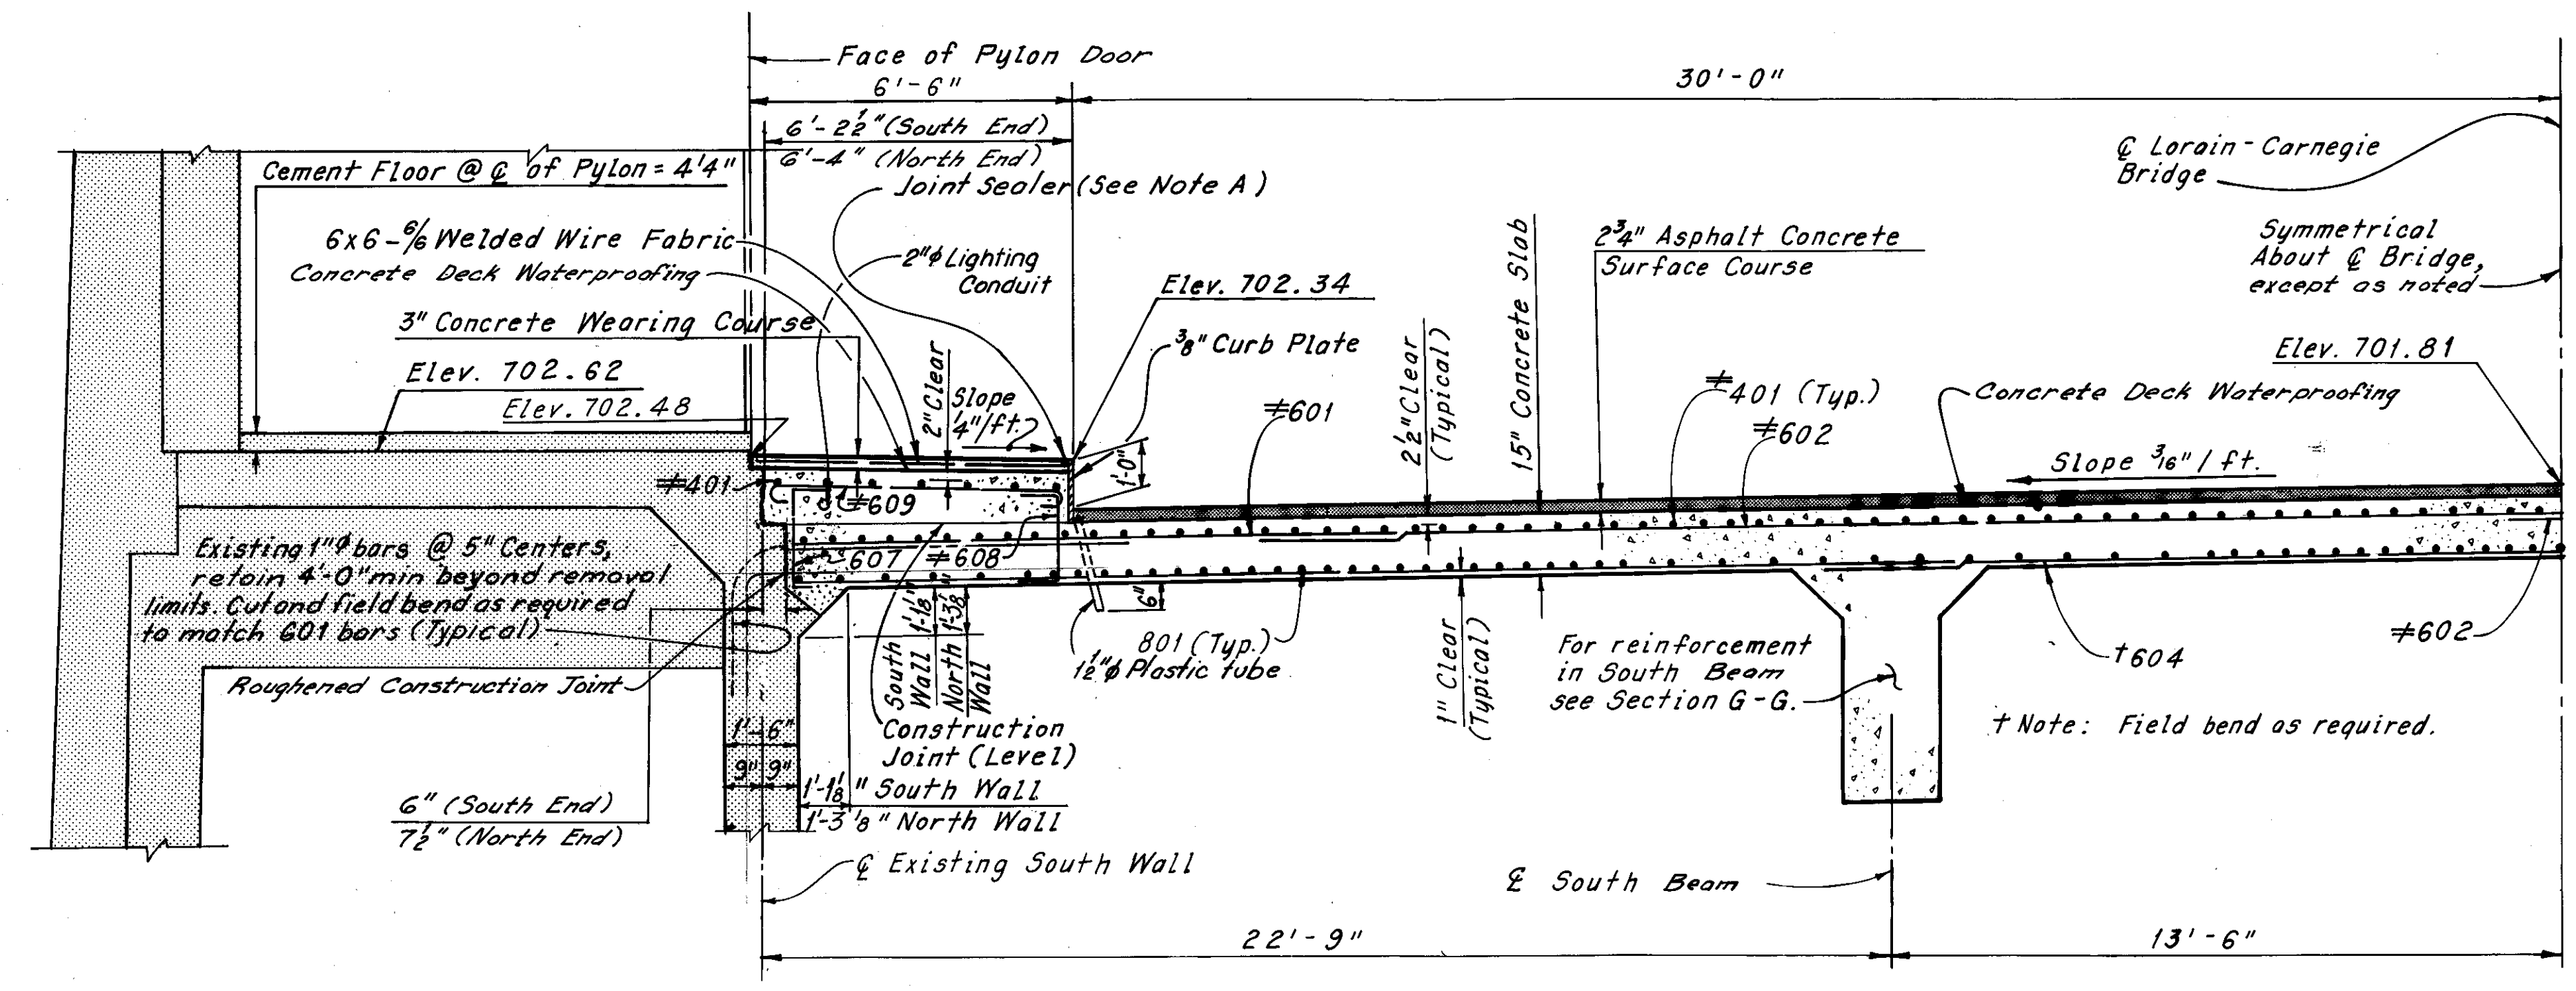 Face of Pylon Door
6'-6"
30'-0"
6'-2½" (South End)
6'-4" (North End)
Joint Sealer (See Note A)
℄ Lorain-Carnegie
Bridge
Cement Floor @ ℄ of Pylon = 4'4"
6x6-6/6 Welded Wire Fabric
Concrete Deck Waterproofing
2"ϕ Lighting
Conduit
Elev. 702.34
15" Concrete Slab
2¾" Asphalt Concrete
Surface Course
Symmetrical
About ℄ Bridge,
except as noted
3" Concrete Wearing Course
⅜" Curb Plate
Elev. 702.62
Elev. 702.48
2" Clear
Slope
¼"/ft.
1'-0"
≠601
2½" Clear
(Typical)
≠401 (Typ.)
≠602
Concrete Deck Waterproofing
Elev. 701.81
Slope 3/16"/ft.
≠401
≠609
Existing 1"ϕ bars @ 5" Centers,
retain 4'-0" min beyond removal
limits. Cut and field bend as required
to match 601 bars (Typical)
607
≠608
6"
Roughened Construction Joint
South
Wall
1'-1⅛"
North
Wall
1'-3⅛"
801 (Typ.)
1½"ϕ Plastic tube
1" Clear
(Typical)
For reinforcement
in South Beam
see Section G-G.
†604
≠602
† Note: Field bend as required.
Construction
Joint (Level)
1'-6"
9" 9"
1'-1⅛" South Wall
1'-3⅛" North Wall
6" (South End)
7½" (North End)
℄ Existing South Wall
℄ South Beam
22'-9"
13'-6"